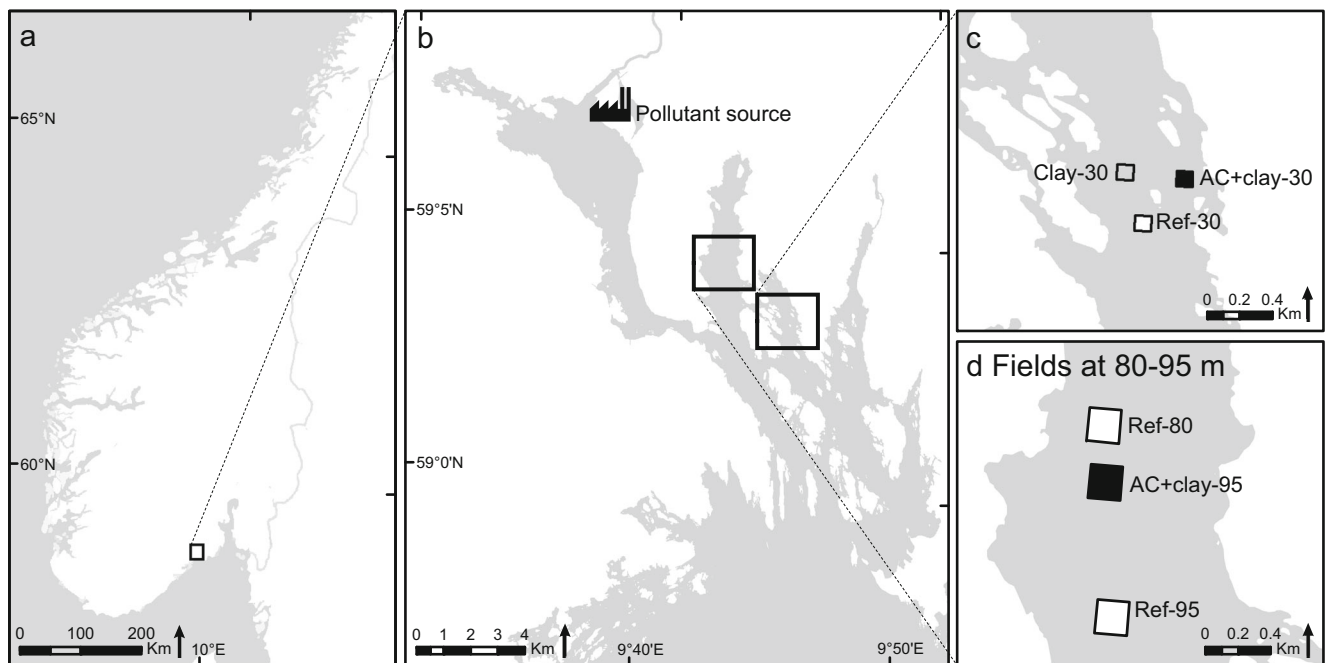 a
65°N
60°N
0 100 200
Km
10°E
b
Pollutant source
59°5'N
59°0'N
0 1 2 3 4
Km
9°40'E
9°50'E
c
Clay-30
AC+clay-30
Ref-30
0 0.2 0.4
Km
d Fields at 80-95 m
Ref-80
AC+clay-95
Ref-95
0 0.2 0.4
Km